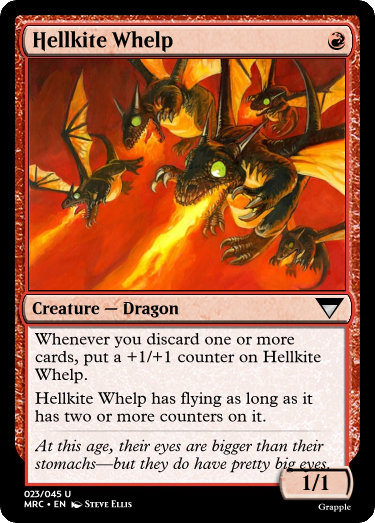 Hellkite Whelp
Creature — Dragon
Whenever you discard one or more
cards, put a +1/+1 counter on Hellkite
Whelp.
Hellkite Whelp has flying as long as it
has two or more counters on it.
At this age, their eyes are bigger than their
stomachs—but they do have pretty big eyes.
1/1
023/045 U
MRC • EN Steve Ellis
Grapple